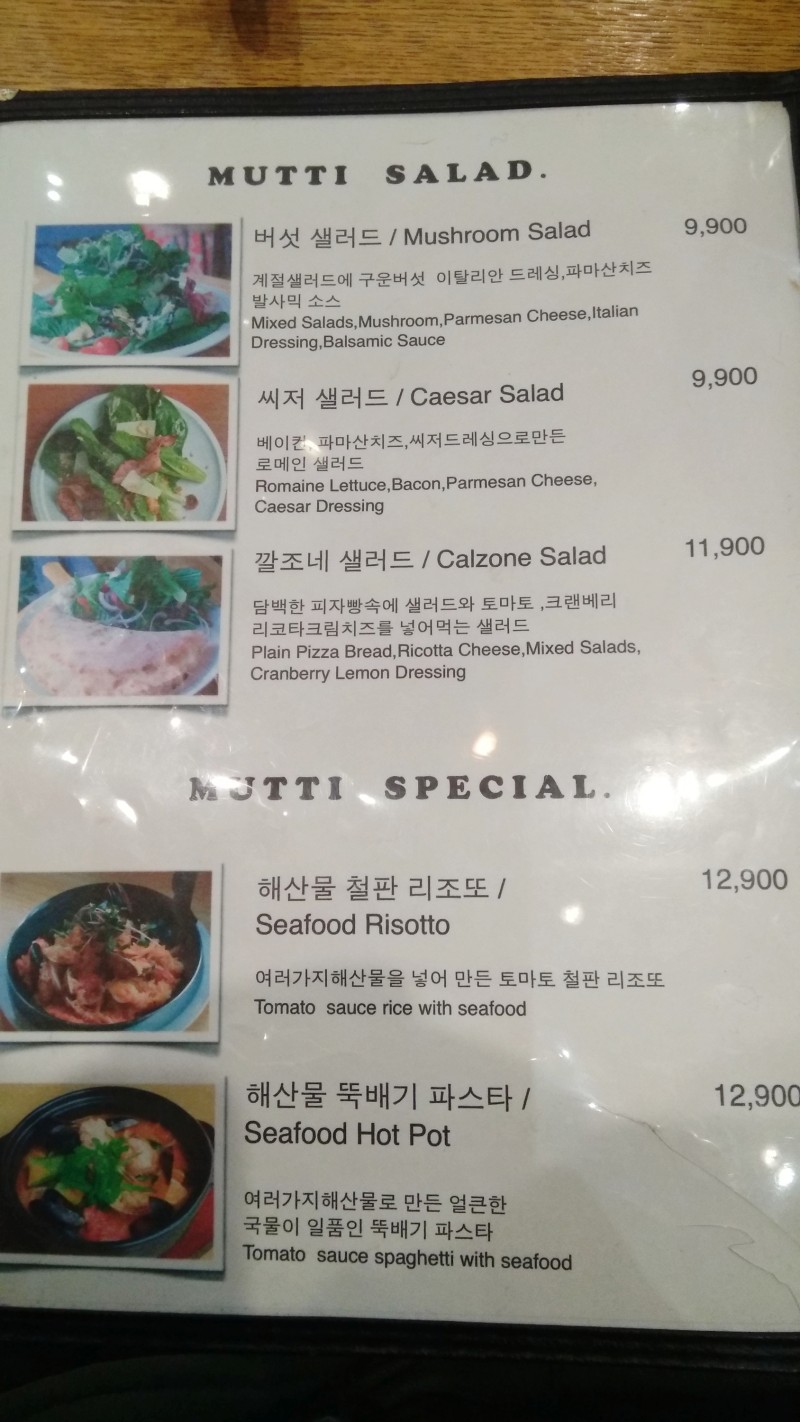 MUTTI SALAD.
버섯 샐러드 / Mushroom Salad 9,900
계절샐러드에 구운버섯 이탈리안 드레싱,파마산치즈
발사믹 소스
Mixed Salads,Mushroom,Parmesan Cheese,Italian
Dressing,Balsamic Sauce
씨저 샐러드 / Caesar Salad 9,900
베이컨, 파마산치즈,씨저드레싱으로만든
로메인 샐러드
Romaine Lettuce,Bacon,Parmesan Cheese,
Caesar Dressing
깔조네 샐러드 / Calzone Salad 11,900
담백한 피자빵속에 샐러드와 토마토 ,크랜베리
리코타크림치즈를 넣어먹는 샐러드
Plain Pizza Bread,Ricotta Cheese,Mixed Salads,
Cranberry Lemon Dressing
MUTTI SPECIAL.
해산물 철판 리조또 / 12,900
Seafood Risotto
여러가지해산물을 넣어 만든 토마토 철판 리조또
Tomato sauce rice with seafood
해산물 뚝배기 파스타 / 12,900
Seafood Hot Pot
여러가지해산물로 만든 얼큰한
국물이 일품인 뚝배기 파스타
Tomato sauce spaghetti with seafood